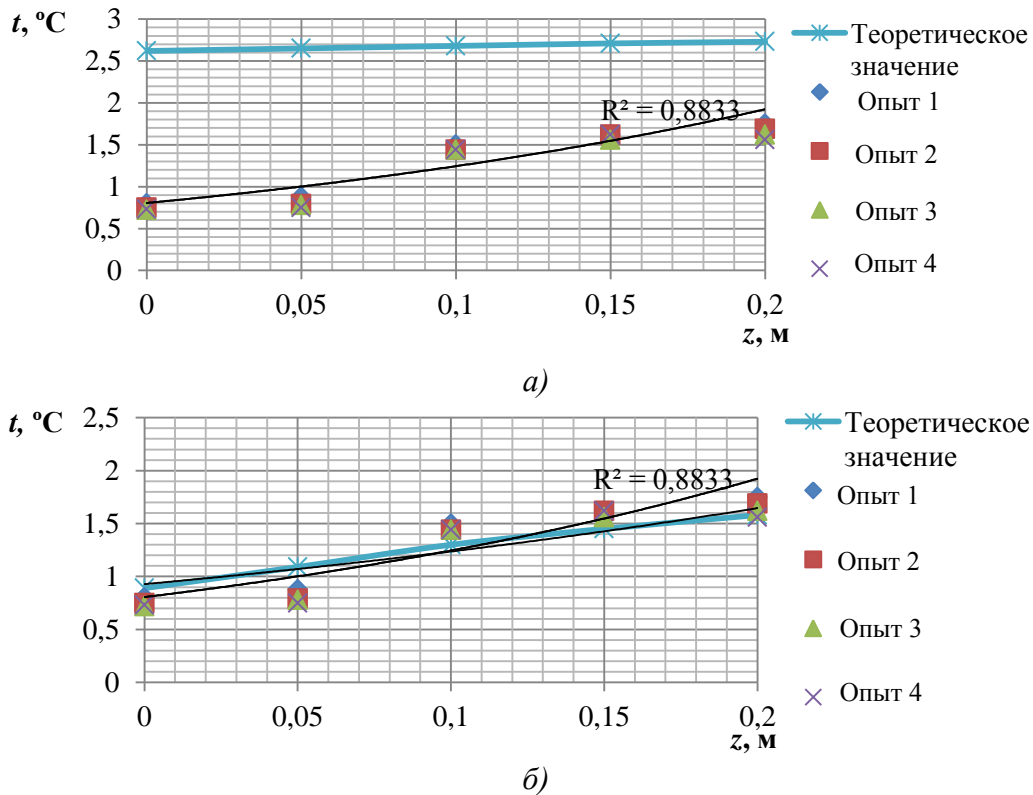 t, ºC
3
2,5
2
1,5
1
0,5
0
R² = 0,8833
0
0,05
0,1
0,15
0,2
z, м
Теоретическое
значение
Опыт 1
Опыт 2
Опыт 3
Опыт 4
а)
t, ºC
2,5
2
1,5
1
0,5
0
R² = 0,8833
0
0,05
0,1
0,15
0,2
z, м
Теоретическое
значение
Опыт 1
Опыт 2
Опыт 3
Опыт 4
б)